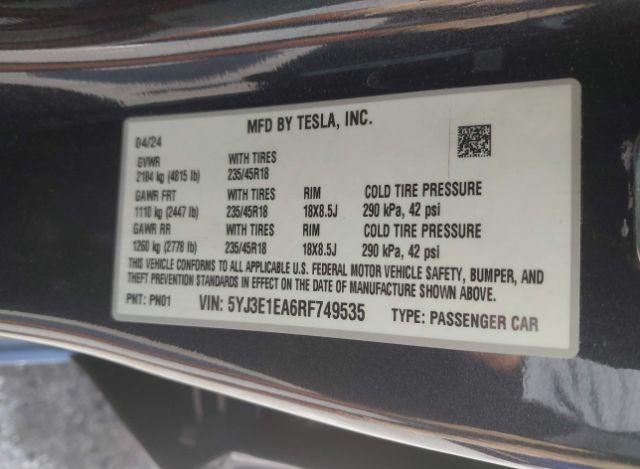 MFD BY TESLA, INC.
04/24
GVWR WITH TIRES
2184 kg (4815 lb) 235/45R18
GAWR FRT WITH TIRES RIM COLD TIRE PRESSURE
1110 kg (2447 lb) 235/45R18 18X8.5J 290 kPa, 42 psi
GAWR RR WITH TIRES RIM COLD TIRE PRESSURE
1260 kg (2778 lb) 235/45R18 18X8.5J 290 kPa, 42 psi
THIS VEHICLE CONFORMS TO ALL APPLICABLE U.S. FEDERAL MOTOR VEHICLE SAFETY, BUMPER, AND
THEFT PREVENTION STANDARDS IN EFFECT ON THE DATE OF MANUFACTURE SHOWN ABOVE.
PNT: PN01 VIN: 5YJ3E1EA6RF749535 TYPE: PASSENGER CAR